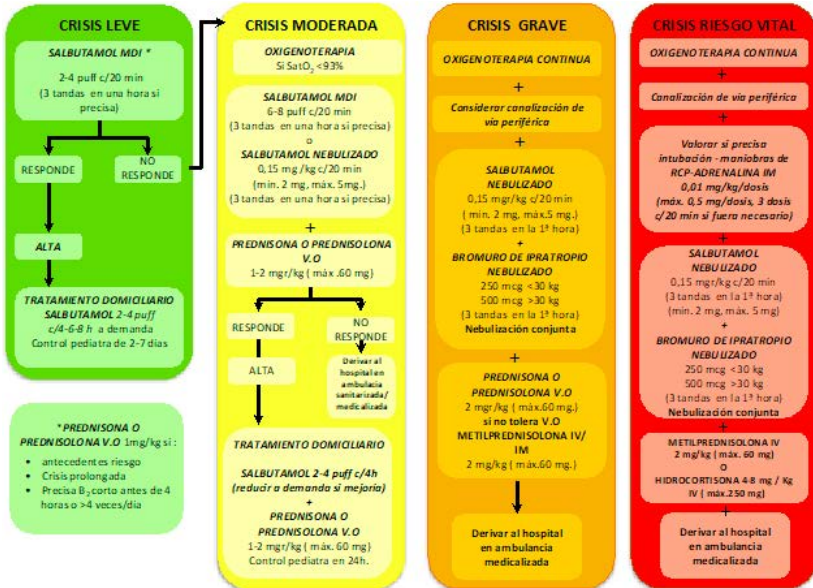 CRISIS LEVE
SALBUTAMOL MDI *
2-4 puff c/20 min
(3 tandas en una hora si
precisa)
RESPONDE
NO
RESPONDE
ALTA
TRATAMIENTO DOMICILIARIO
SALBUTAMOL 2-4 puff
c/4-6-8 h a demanda
Control pediatra de 2-7 días
*PREDNISONA O
PREDNISOLONA V.O 1mg/kg si :
• antecedentes riesgo
• Crisis prolongada
• Precisa B2 corto antes de 4
horas o >4 veces/dia
CRISIS MODERADA
OXIGENOTERAPIA
Si SatO2 <93%
SALBUTAMOL MDI
6-8 puff c/20 min
(3 tandas en una hora si precisa)
o
SALBUTAMOL NEBULIZADO
0,15 mg /kg c/20 min
(min. 2 mg, máx. 5mg.)
(3 tandas en una hora si precisa)
+
PREDNISONA O PREDNISOLONA
V.O
1-2 mgr/kg ( máx .60 mg)
RESPONDE
NO
RESPONDE
ALTA
Derivar al
hospital en
ambulacia
sanitarizada/
medicalizada
TRATAMIENTO DOMICILIARIO
SALBUTAMOL 2-4 puff c/4h
(reducir a demanda si mejoría)
+
PREDNISONA O
PREDNISOLONA V.O
1-2 mgr/kg ( máx. 60 mg)
Control pediatra en 24h.
CRISIS GRAVE
OXIGENOTERAPIA CONTINUA
+
Considerar canalización de
vía periférica
+
SALBUTAMOL
NEBULIZADO
0,15 mgr/kg c/20 min
( min. 2 mg, máx.5 mg.)
(3 tandas en la 1ª hora)
+
BROMURO DE IPRATROPIO
NEBULIZADO
250 mcg <30 kg
500 mcg >30 kg
(3 tandas en la 1ª hora)
Nebulización conjunta
+
PREDNISONA O
PREDNISOLONA V.O
2 mgr/kg ( máx.60 mg.)
si no tolera V.O
METILPREDNISOLONA IV/
IM
2 mg/kg ( máx.60 mg.)
Derivar al hospital
en ambulancia
medicalizada
CRISIS RIESGO VITAL
OXIGENOTERAPIA CONTINUA
+
Canalización de vía periférica
+
Valorar si precisa
intubación - maniobras de
RCP-ADRENALINA IM
0,01 mg/kg/dosis
(máx. 0,5 mg/dosis, 3 dosis
c/20 min si fuera necesario)
+
SALBUTAMOL
NEBULIZADO
0,15 mgr/kg c/20 min
(3 tandas en la 1ª hora)
(min. 2 mg, máx. 5 mg)
+
BROMURO DE IPRATROPIO
NEBULIZADO
250 mcg <30 kg
500 mcg >30 kg
(3 tandas en la 1ª hora)
Nebulización conjunta
+
METILPREDNISOLONA IV
2 mg/kg ( máx. 60 mg)
O
HIDROCORTISONA 4-8 mg / Kg
IV ( máx.250 mg)
+
Derivar al hospital
en ambulancia
medicalizada